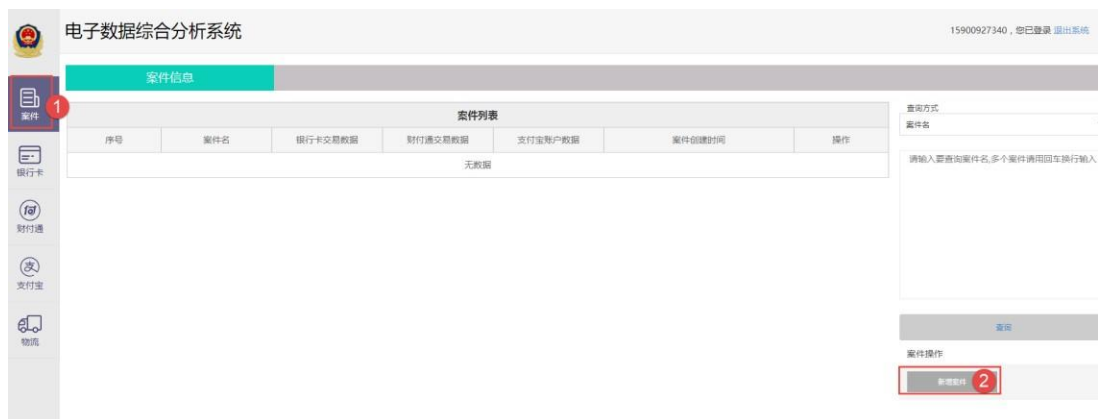 电子数据综合分析系统
15900927340，您已登录 退出系统
案件
1
银行卡
财付通
支付宝
物流
案件信息
案件列表
序号 案件名 银行卡交易数据 财付通交易数据 支付宝账户数据 案件创建时间 操作
无数据
查询方式
案件名
请输入要查询案件名,多个案件请用回车换行输入
查询
案件操作
新增案件 2